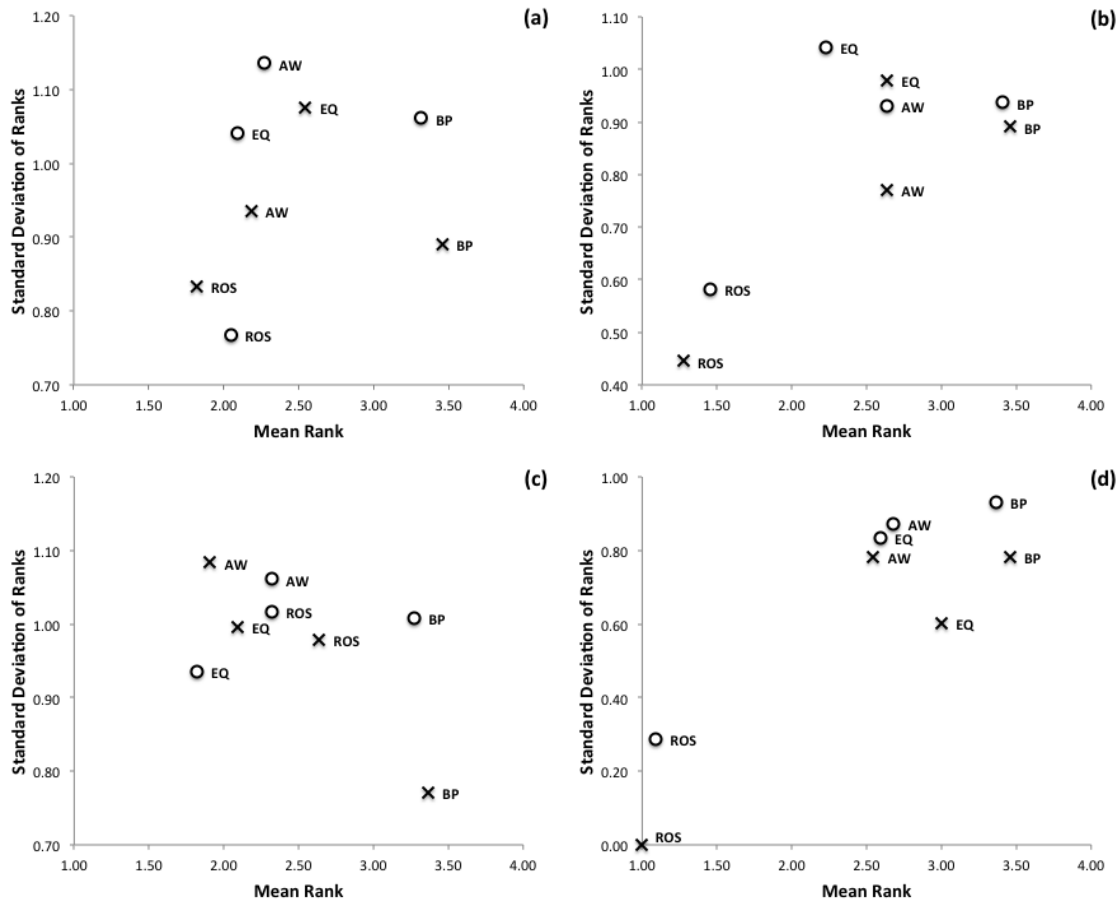 (a)
1.20
1.10
1.00
0.90
0.80
0.70
Standard Deviation of Ranks
AW
EQ
BP
EQ
AW
BP
ROS
ROS
1.00 1.50 2.00 2.50 3.00 3.50 4.00
Mean Rank
(b)
1.10
1.00
0.90
0.80
0.70
0.60
0.50
0.40
Standard Deviation of Ranks
EQ
EQ
AW
BP
BP
AW
ROS
ROS
1.00 1.50 2.00 2.50 3.00 3.50 4.00
Mean Rank
(c)
1.20
1.10
1.00
0.90
0.80
0.70
Standard Deviation of Ranks
AW
AW
ROS
BP
EQ
ROS
EQ
BP
1.00 1.50 2.00 2.50 3.00 3.50 4.00
Mean Rank
(d)
1.00
0.80
0.60
0.40
0.20
0.00
Standard Deviation of Ranks
BP
AW
EQ
AW
BP
EQ
ROS
ROS
1.00 1.50 2.00 2.50 3.00 3.50 4.00
Mean Rank